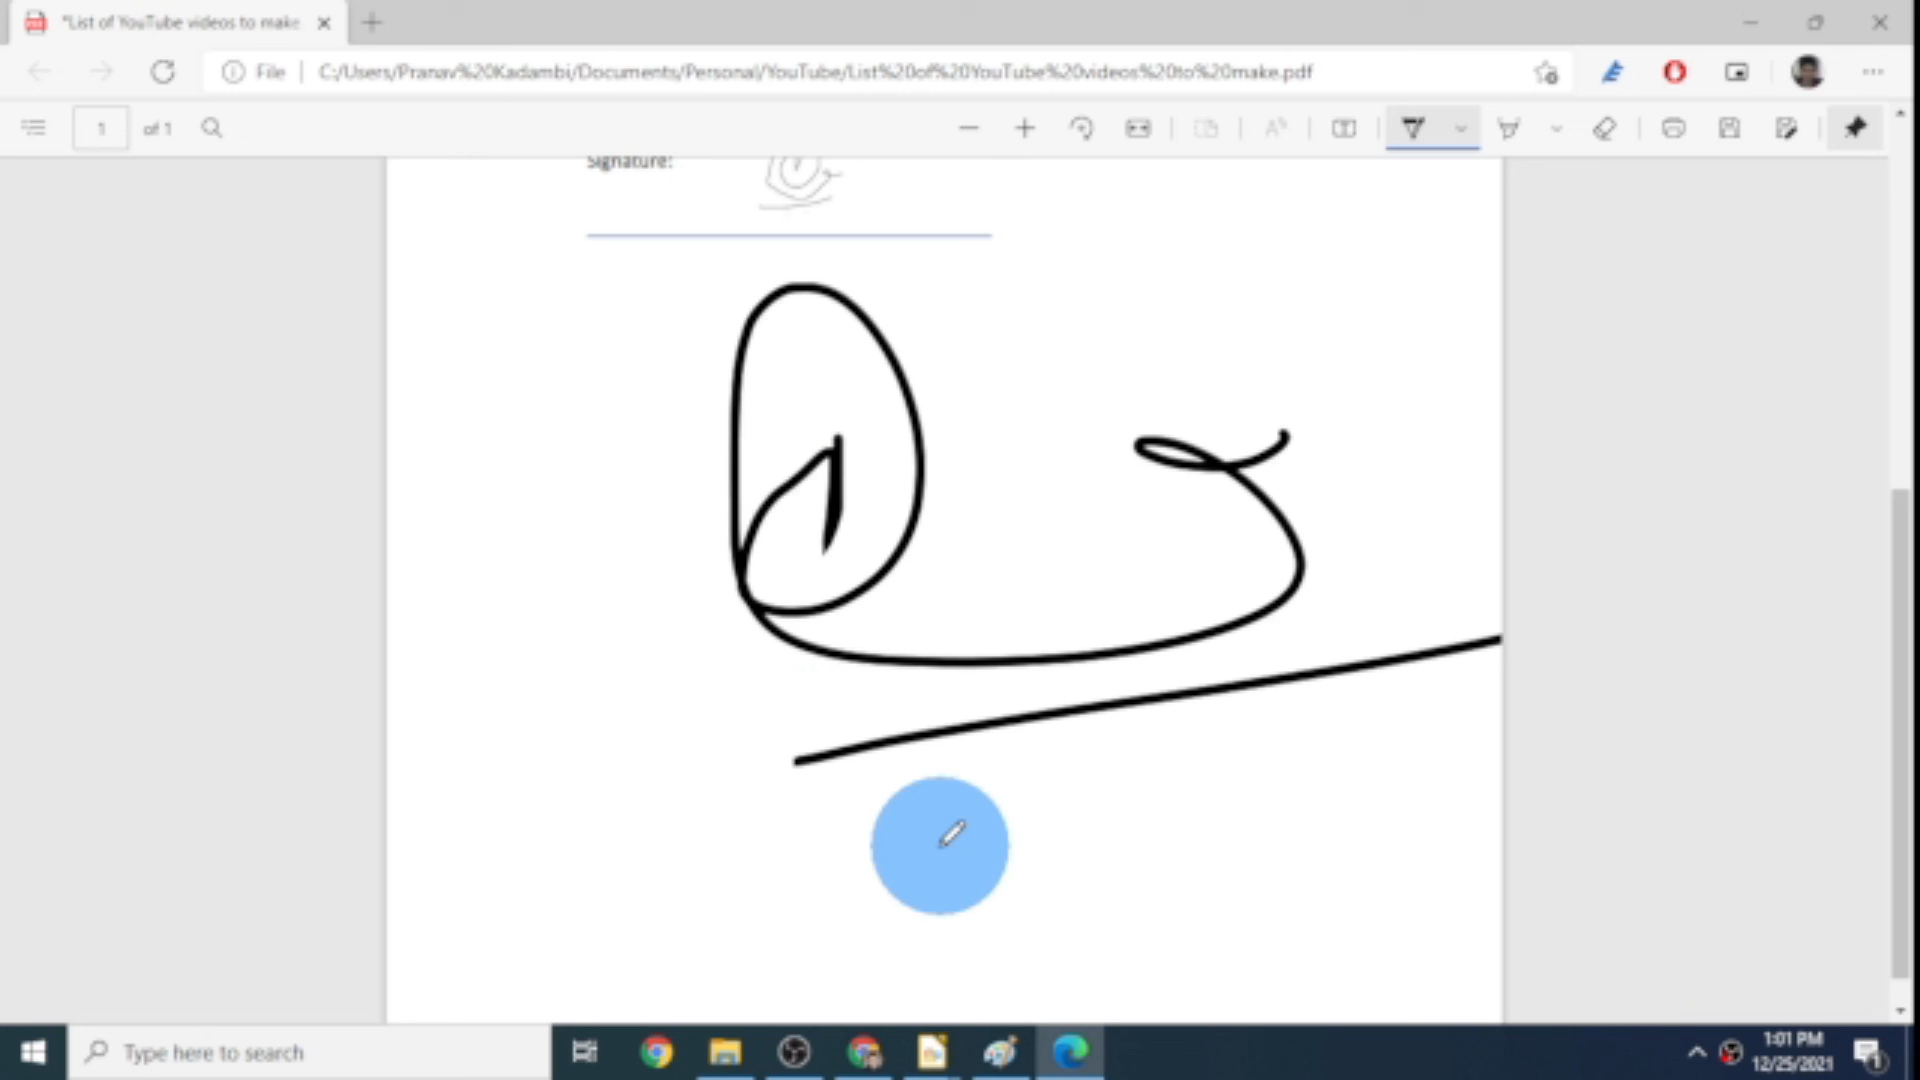 *List of YouTube videos to make
File
C:/Users/Pranav%20Kadambi/Documents/Personal/YouTube/List%20of%20YouTube%20videos%20to%20make.pdf
1 of 1
Signature:
Type here to search
1:01 PM
12/25/2021
1